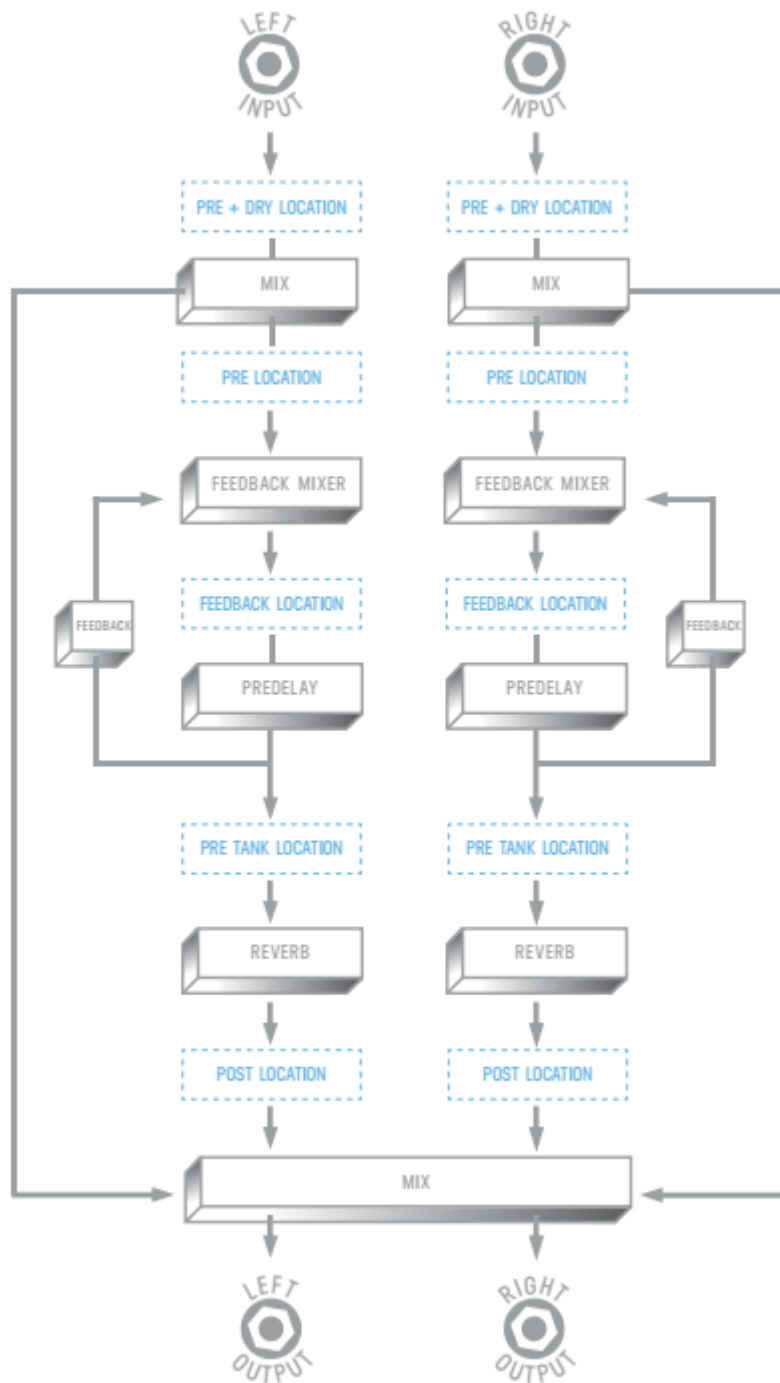 LEFT
INPUT
RIGHT
INPUT
PRE + DRY LOCATION
PRE + DRY LOCATION
MIX
MIX
PRE LOCATION
PRE LOCATION
FEEDBACK MIXER
FEEDBACK MIXER
FEEDBACK
FEEDBACK LOCATION
FEEDBACK LOCATION
FEEDBACK
PREDELAY
PREDELAY
PRE TANK LOCATION
PRE TANK LOCATION
REVERB
REVERB
POST LOCATION
POST LOCATION
MIX
LEFT
OUTPUT
RIGHT
OUTPUT